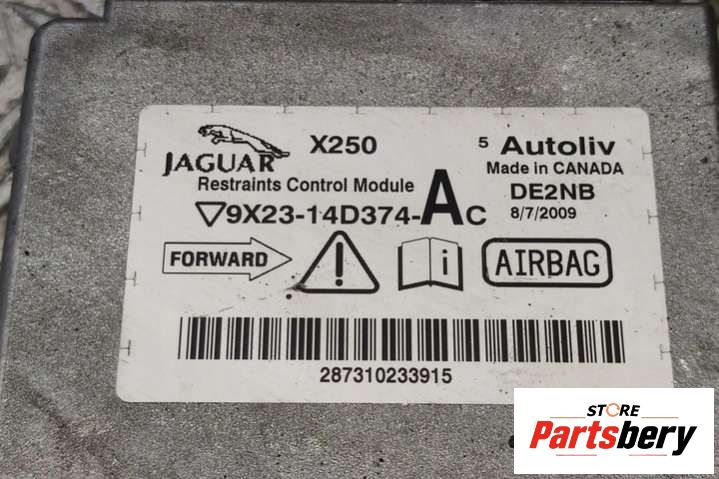 JAGUAR X250
Restraints Control Module
9X23-14D374-AC
5 Autoliv
Made in CANADA
DE2NB
8/7/2009
FORWARD
i
AIRBAG
287310233915
STORE
Partsbery